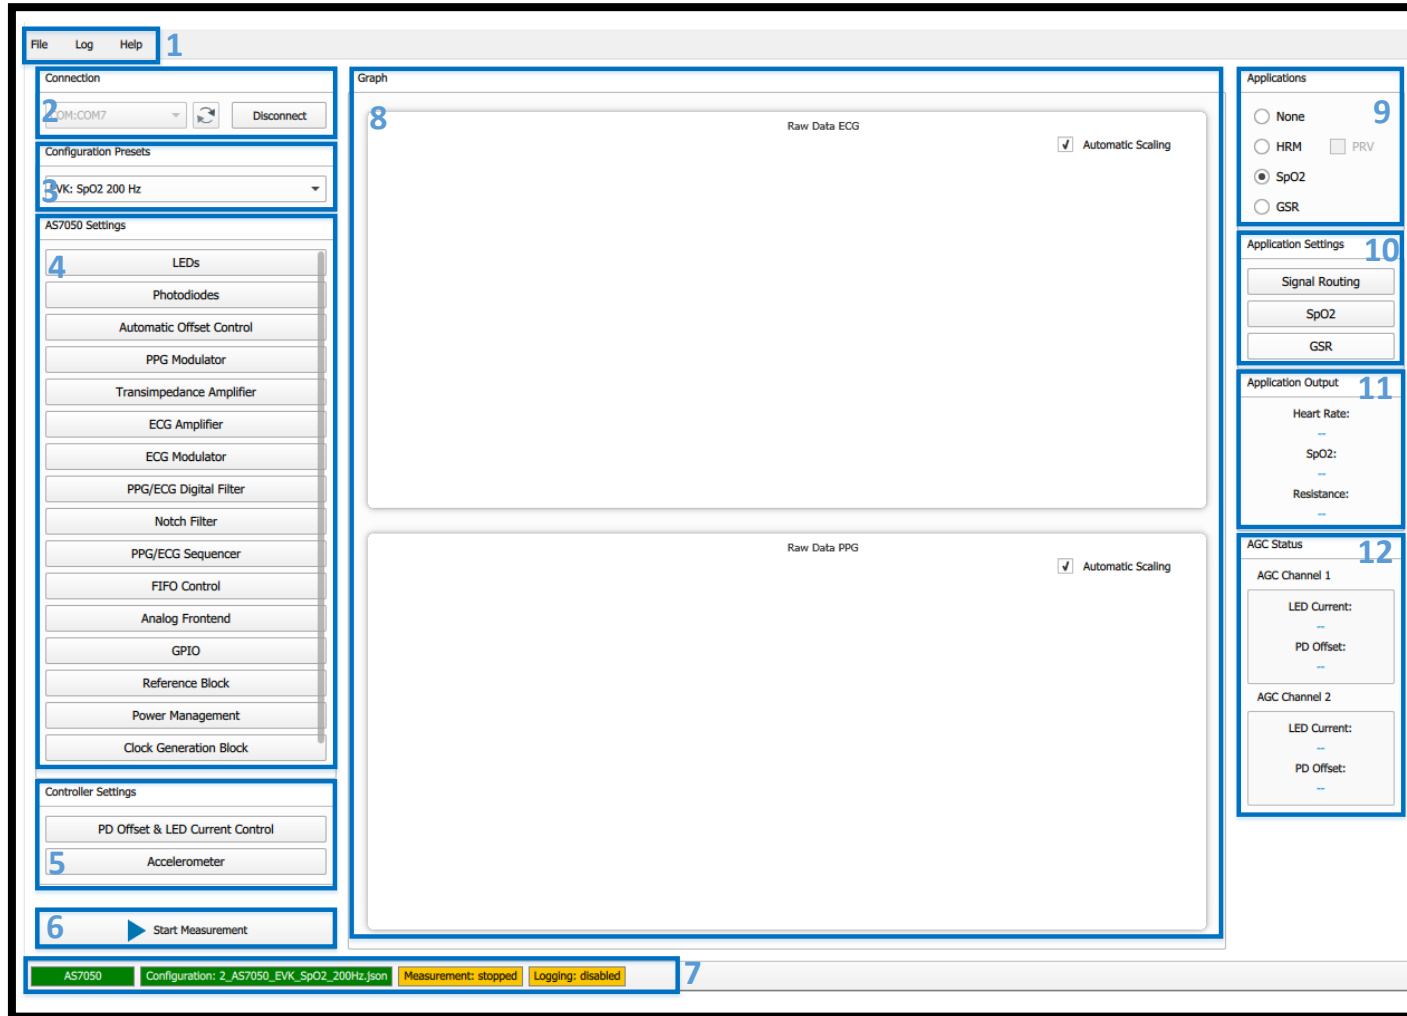 File Log Help 1
Connection
2 COM:COM7 Disconnect
Configuration Presets
3 EVK: SpO2 200 Hz
AS7050 Settings
4 LEDs
Photodiodes
Automatic Offset Control
PPG Modulator
Transimpedance Amplifier
ECG Amplifier
ECG Modulator
PPG/ECG Digital Filter
Notch Filter
PPG/ECG Sequencer
FIFO Control
Analog Frontend
GPIO
Reference Block
Power Management
Clock Generation Block
Controller Settings
PD Offset & LED Current Control
5 Accelerometer
6 Start Measurement
Graph
8
Raw Data ECG
Automatic Scaling
Raw Data PPG
Automatic Scaling
Applications
9
None
HRM PRV
SpO2
GSR
Application Settings 10
Signal Routing
SpO2
GSR
Application Output 11
Heart Rate:
--
SpO2:
--
Resistance:
--
AGC Status 12
AGC Channel 1
LED Current:
--
PD Offset:
--
AGC Channel 2
LED Current:
--
PD Offset:
--
AS7050 Configuration: 2_AS7050_EVK_SpO2_200Hz.json Measurement: stopped Logging: disabled 7